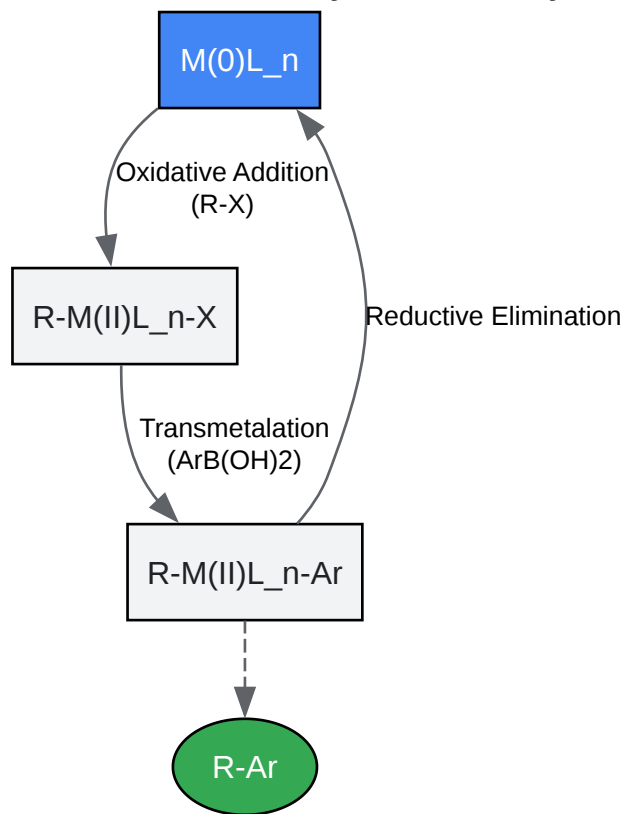 M(0)L_n
Oxidative Addition
(R-X)
R-M(II)L_n-X
Reductive Elimination
Transmetalation
(ArB(OH)2)
R-M(II)L_n-Ar
R-Ar